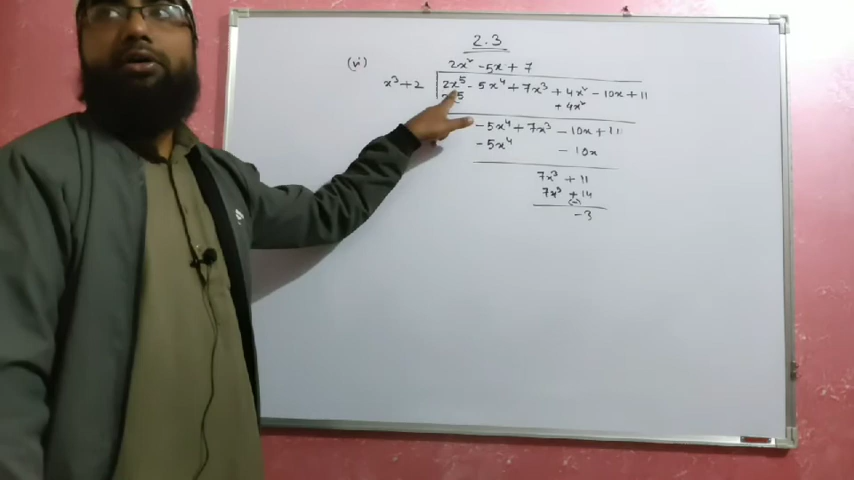 2.3
(vi) 2x² - 5x + 7
x³ + 2 2x⁵ - 5x⁴ + 7x³ + 4x² - 10x + 11
+ 4x²
- 5x⁴ + 7x³ - 10x + 11
- 5x⁴ - 10x
7x³ + 11
7x³ + 14
(-)
- 3